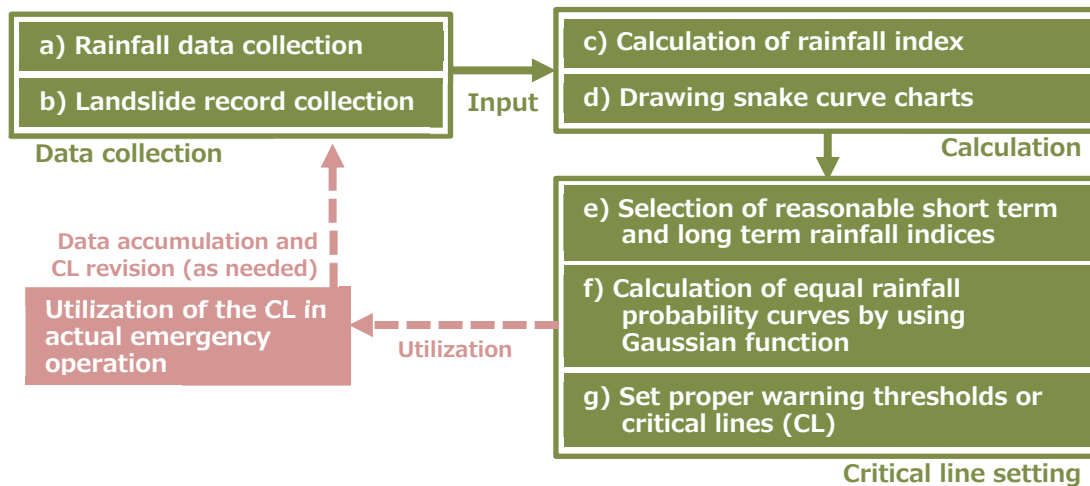 a) Rainfall data collection
b) Landslide record collection
Data collection
Input
c) Calculation of rainfall index
d) Drawing snake curve charts
Calculation
e) Selection of reasonable short term
and long term rainfall indices
f) Calculation of equal rainfall
probability curves by using
Gaussian function
g) Set proper warning thresholds or
critical lines (CL)
Critical line setting
Utilization
Utilization of the CL in
actual emergency
operation
Data accumulation and
CL revision (as needed)